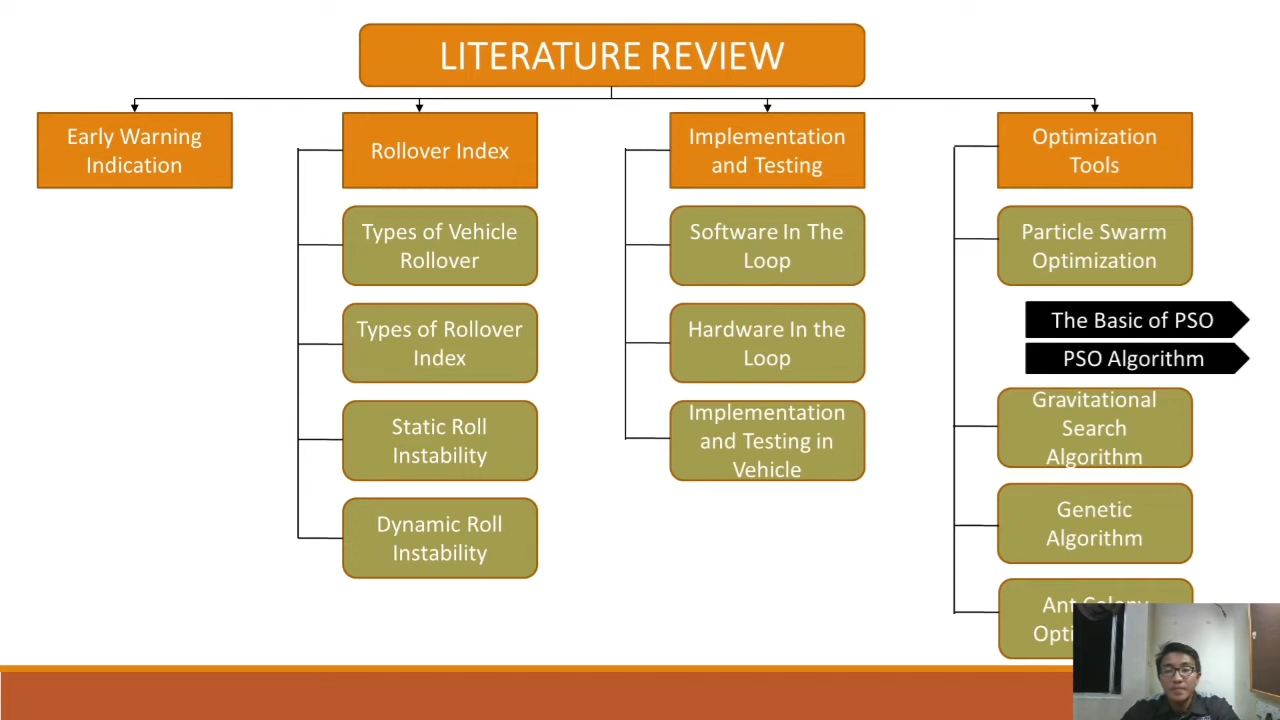 LITERATURE REVIEW
Early Warning
Indication
Rollover Index
Types of Vehicle
Rollover
Types of Rollover
Index
Static Roll
Instability
Dynamic Roll
Instability
Implementation
and Testing
Software In The
Loop
Hardware In the
Loop
Implementation
and Testing in
Vehicle
Optimization
Tools
Particle Swarm
Optimization
The Basic of PSO
PSO Algorithm
Gravitational
Search
Algorithm
Genetic
Algorithm
Ant